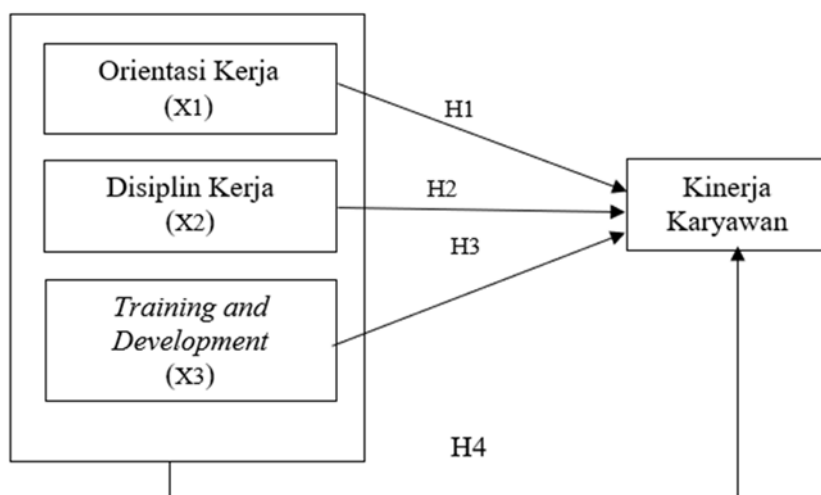 Orientasi Kerja
(X1)
H1
Disiplin Kerja
(X2)
H2
Kinerja
Karyawan
H3
Training and
Development
(X3)
H4